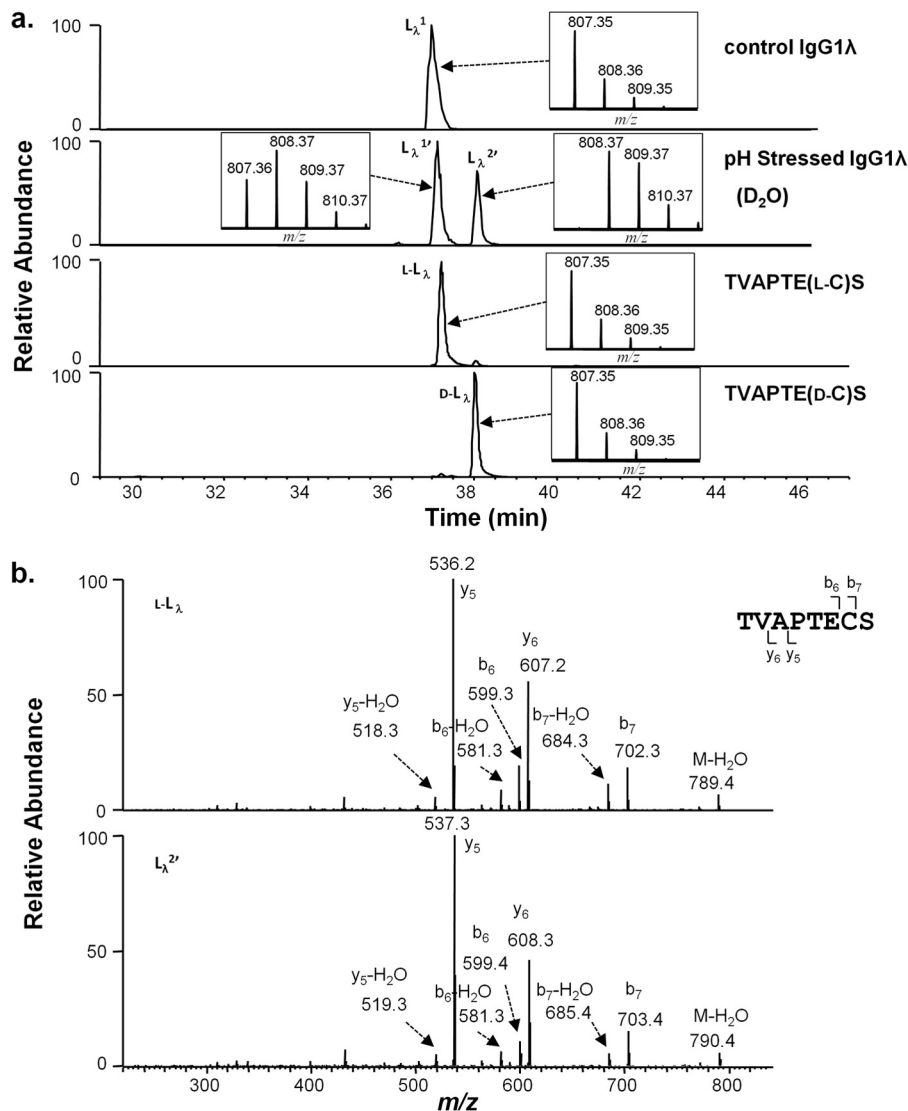 a.
Relative Abundance
100
0
Lλ1
807.35
808.36
809.35
m/z
control IgG1λ
100
0
807.36
808.37
809.37
810.37
m/z
Lλ1′
Lλ2′
808.37
809.37
810.37
m/z
pH Stressed IgG1λ
(D2O)
100
0
L-Lλ
807.35
808.36
809.35
m/z
TVAPTE(L-C)S
100
0
D-Lλ
807.35
808.36
809.35
m/z
TVAPTE(D-C)S
30 32 34 36 38 40 42 44 46
Time (min)
b.
Relative Abundance
100
50
0
L-Lλ
536.2
y5
y6
607.2
b6
599.3
y5-H2O
518.3
b6-H2O
581.3
b7-H2O
684.3
b7
702.3
M-H2O
789.4
b6 b7
TVAPTECS
y6 y5
Relative Abundance
100
50
0
Lλ2′
537.3
y5
y6
608.3
b6
599.4
y5-H2O
519.3
b6-H2O
581.3
b7-H2O
685.4
b7
703.4
M-H2O
790.4
300 400 500 600 700 800
m/z